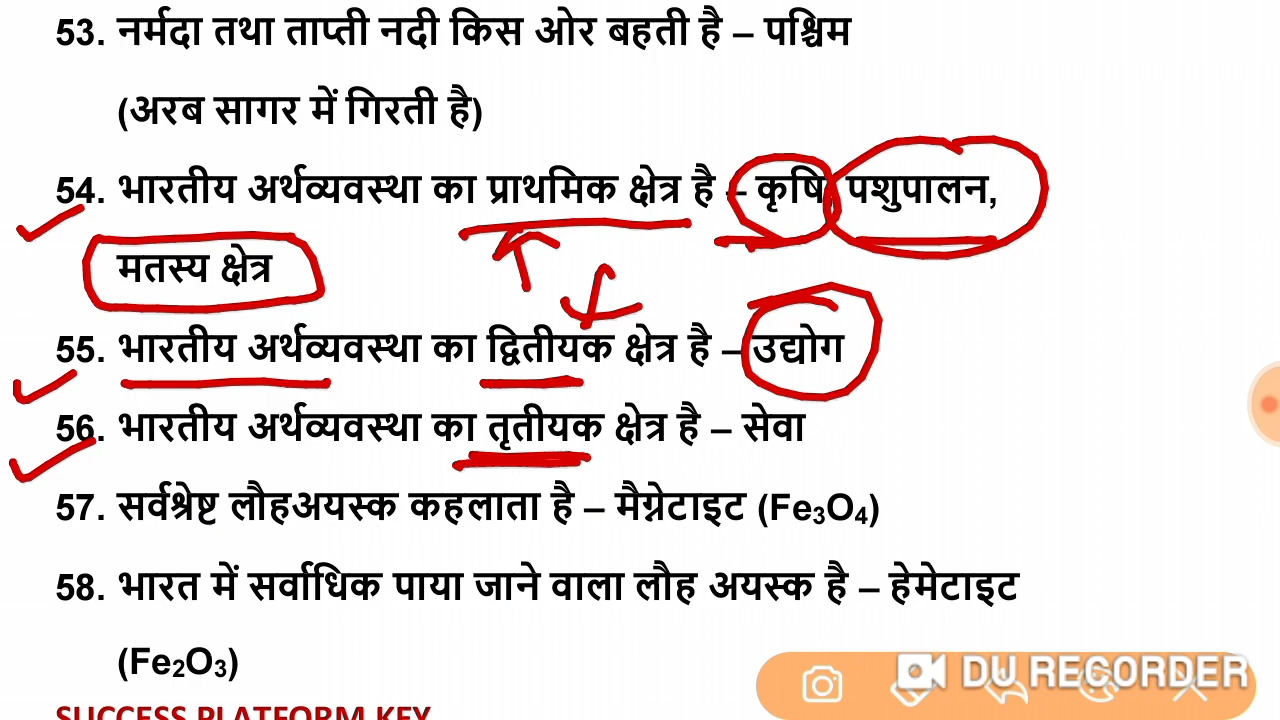 53. नर्मदा तथा ताप्ती नदी किस ओर बहती है – पश्चिम
(अरब सागर में गिरती है)
54. भारतीय अर्थव्यवस्था का प्राथमिक क्षेत्र है – कृषि, पशुपालन,
मतस्य क्षेत्र
55. भारतीय अर्थव्यवस्था का द्वितीयक क्षेत्र है – उद्योग
56. भारतीय अर्थव्यवस्था का तृतीयक क्षेत्र है – सेवा
57. सर्वश्रेष्ट लौहअयस्क कहलाता है – मैग्नेटाइट (Fe₃O₄)
58. भारत में सर्वाधिक पाया जाने वाला लौह अयस्क है – हेमेटाइट
(Fe₂O₃)
DU RECORDER
SUCCESS PLATFORM KEY